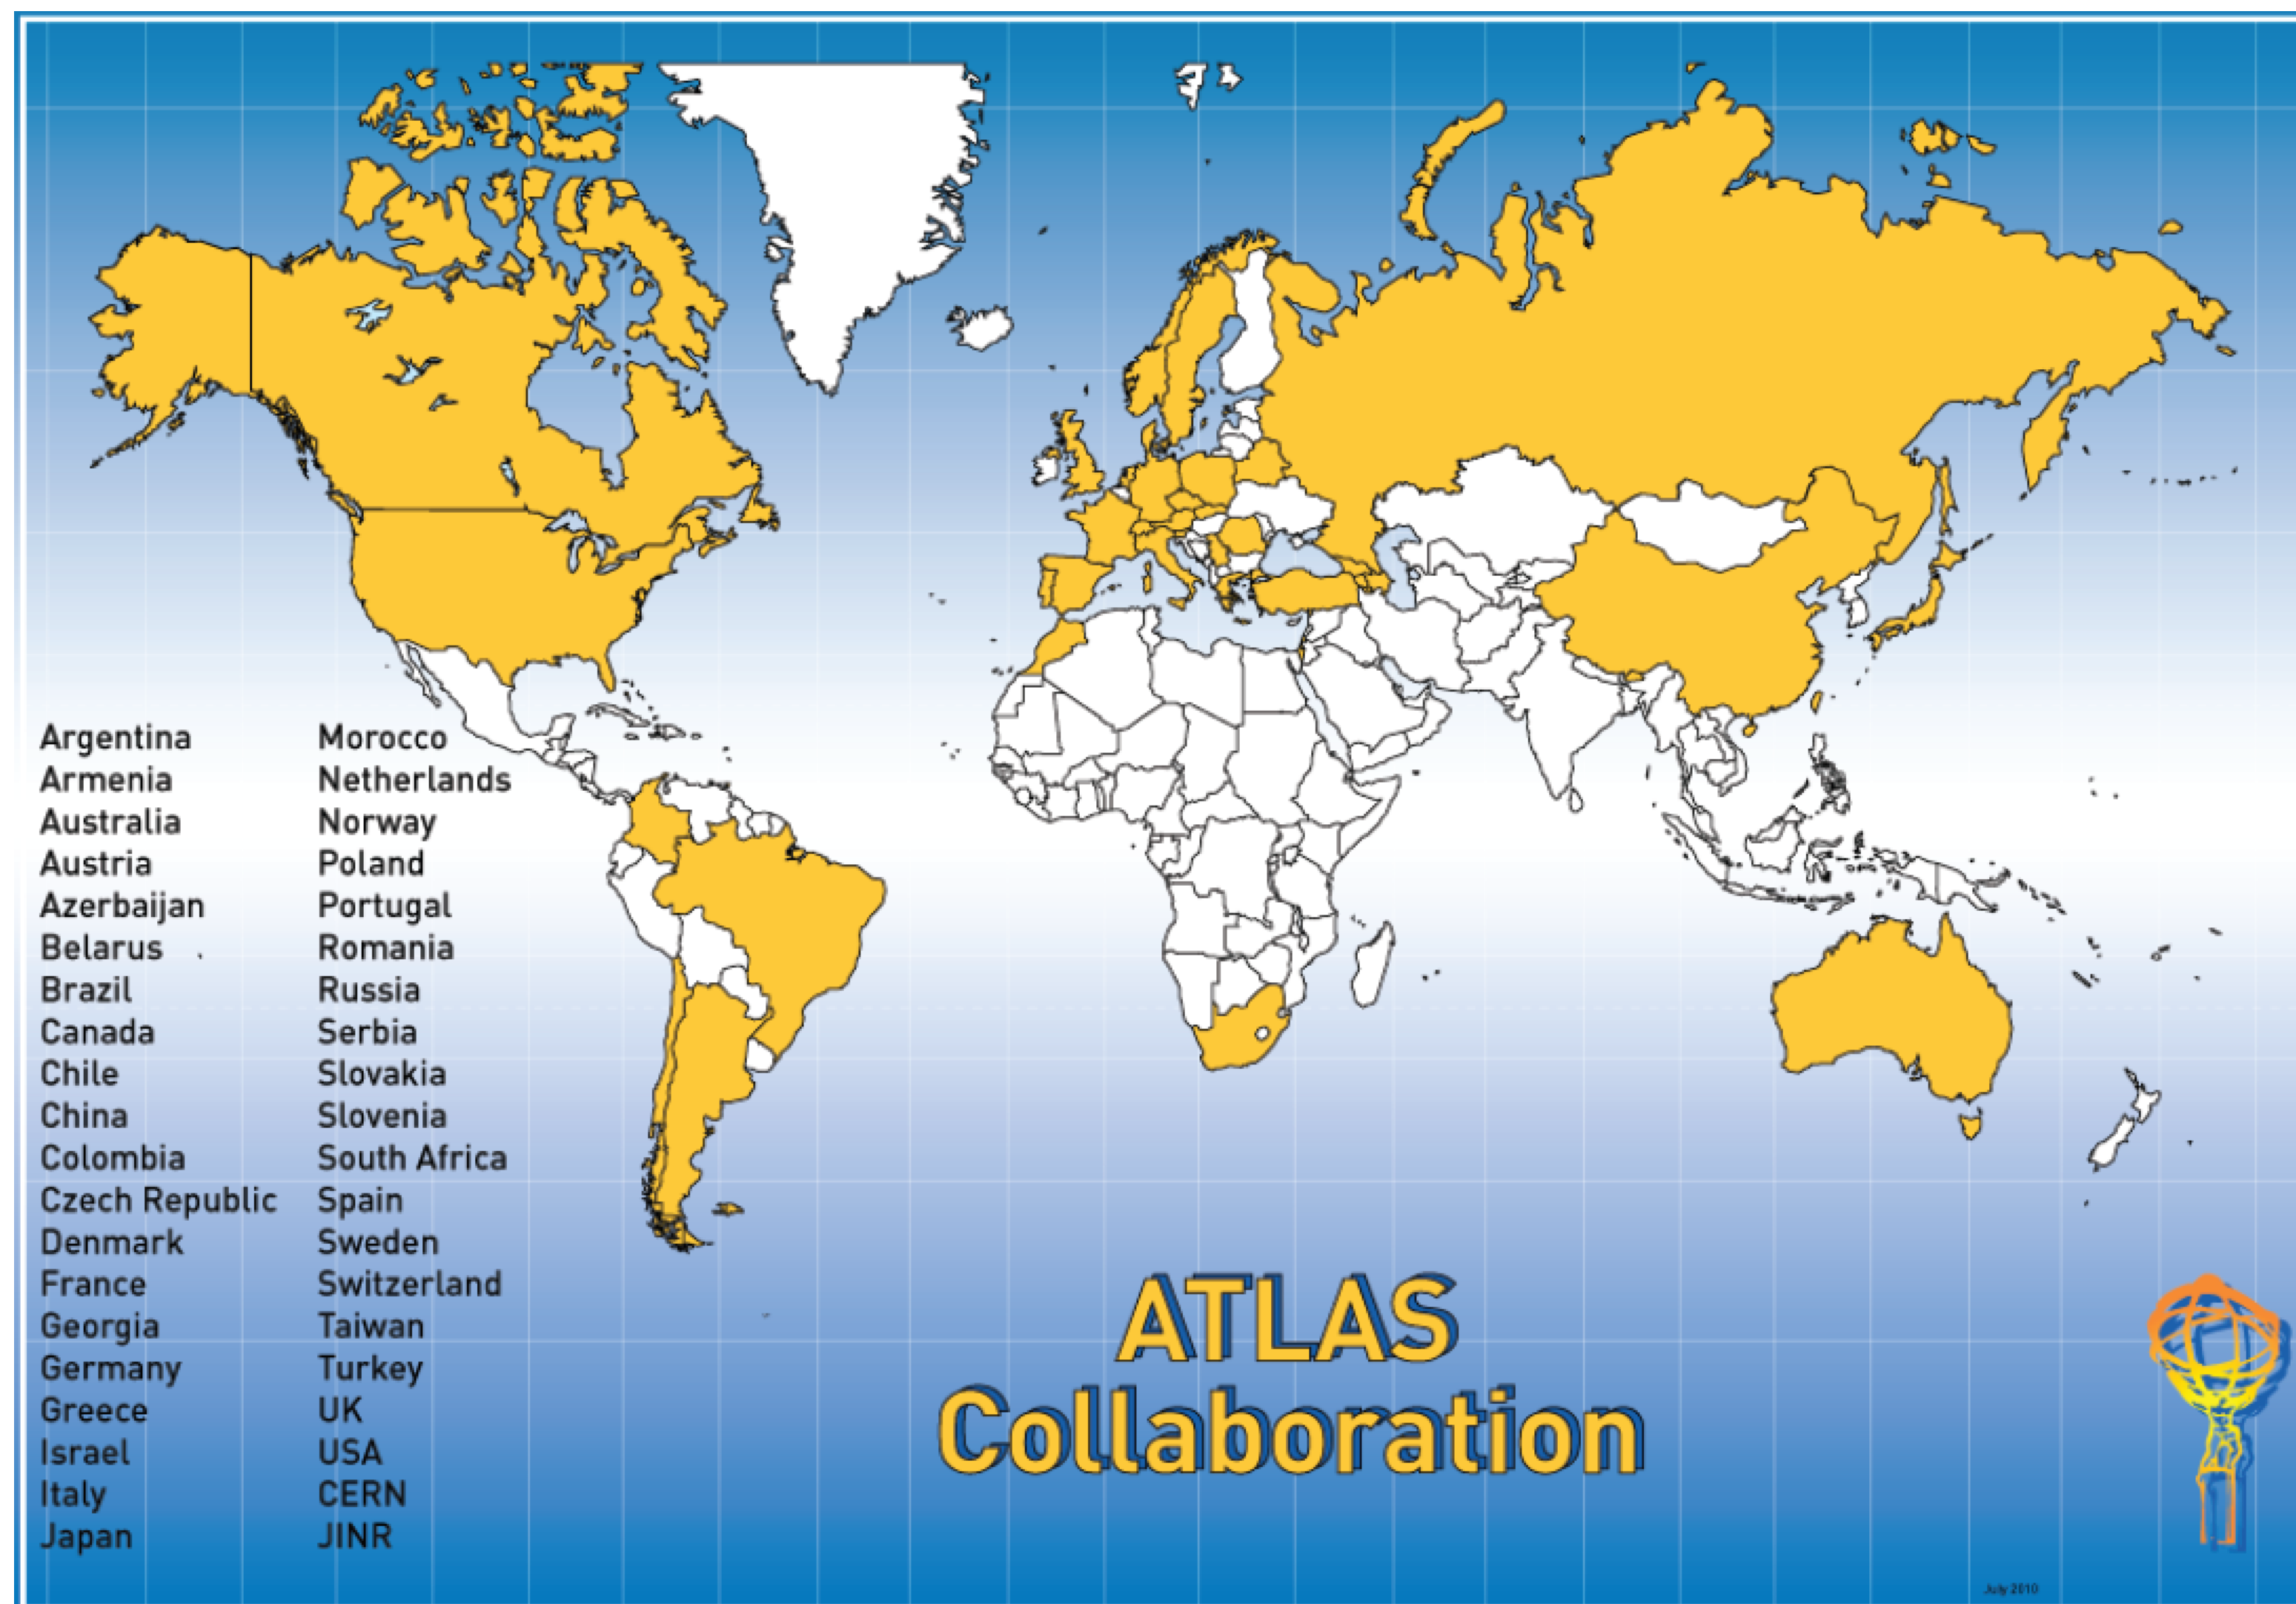 Argentina
Armenia
Australia
Austria
Azerbaijan
Belarus
Brazil
Canada
Chile
China
Colombia
Czech Republic
Denmark
France
Georgia
Germany
Greece
Israel
Italy
Japan
Morocco
Netherlands
Norway
Poland
Portugal
Romania
Russia
Serbia
Slovakia
Slovenia
South Africa
Spain
Sweden
Switzerland
Taiwan
Turkey
UK
USA
CERN
JINR
ATLAS
Collaboration
July 2010